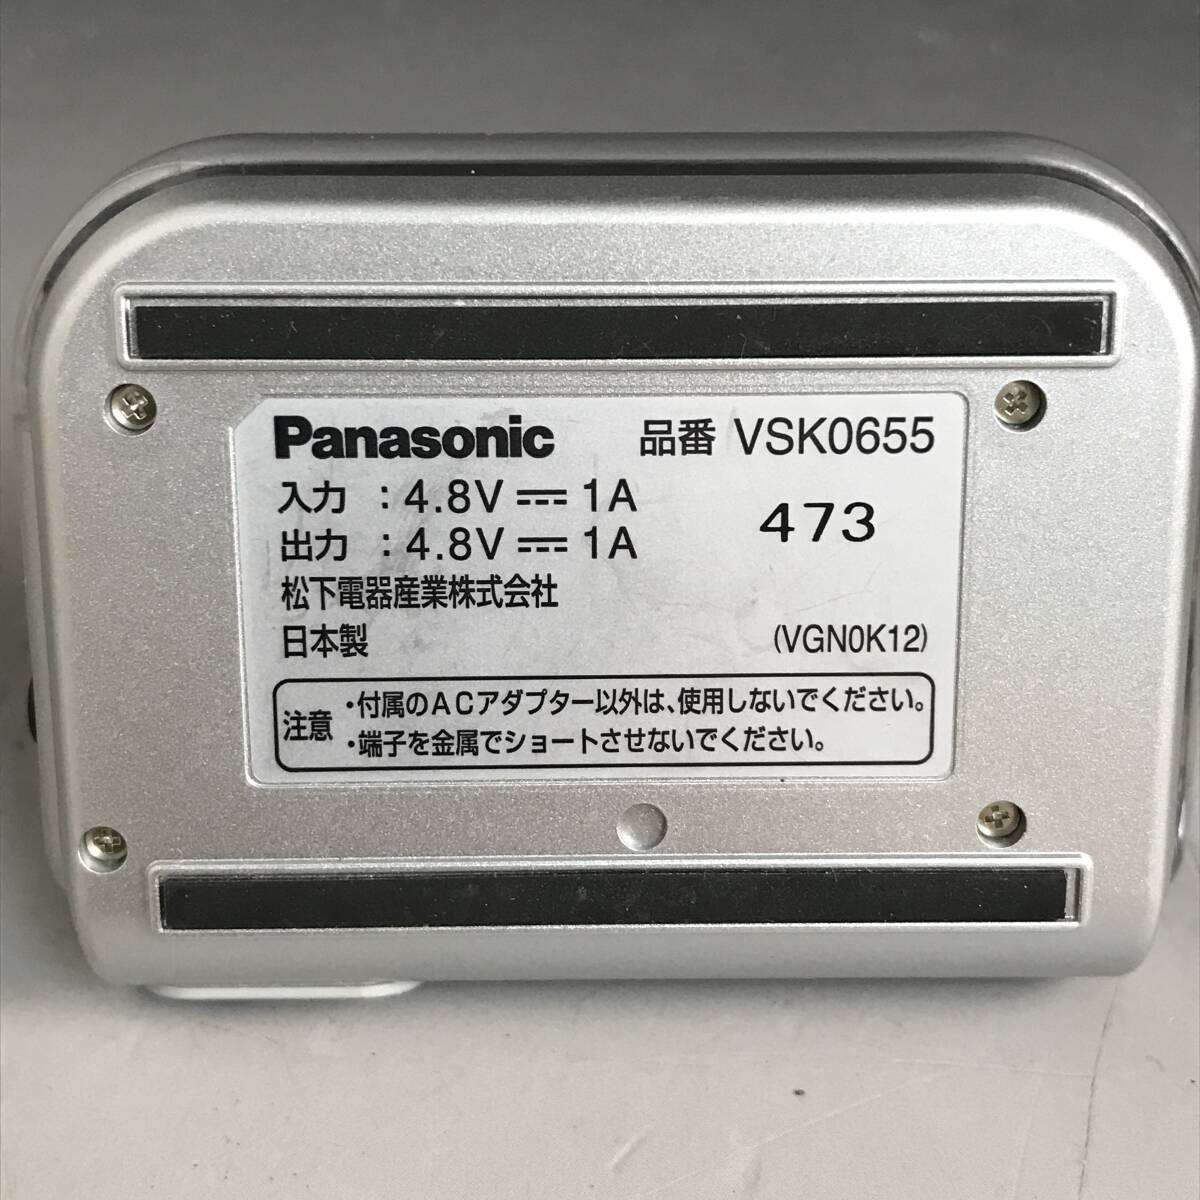 Panasonic 品番 VSK0655
入力 : 4.8V ⎓ 1A
473
出力 : 4.8V ⎓ 1A
松下電器産業株式会社
日本製 (VGN0K12)
注意
・付属のACアダプター以外は、使用しないでください。
・端子を金属でショートさせないでください。